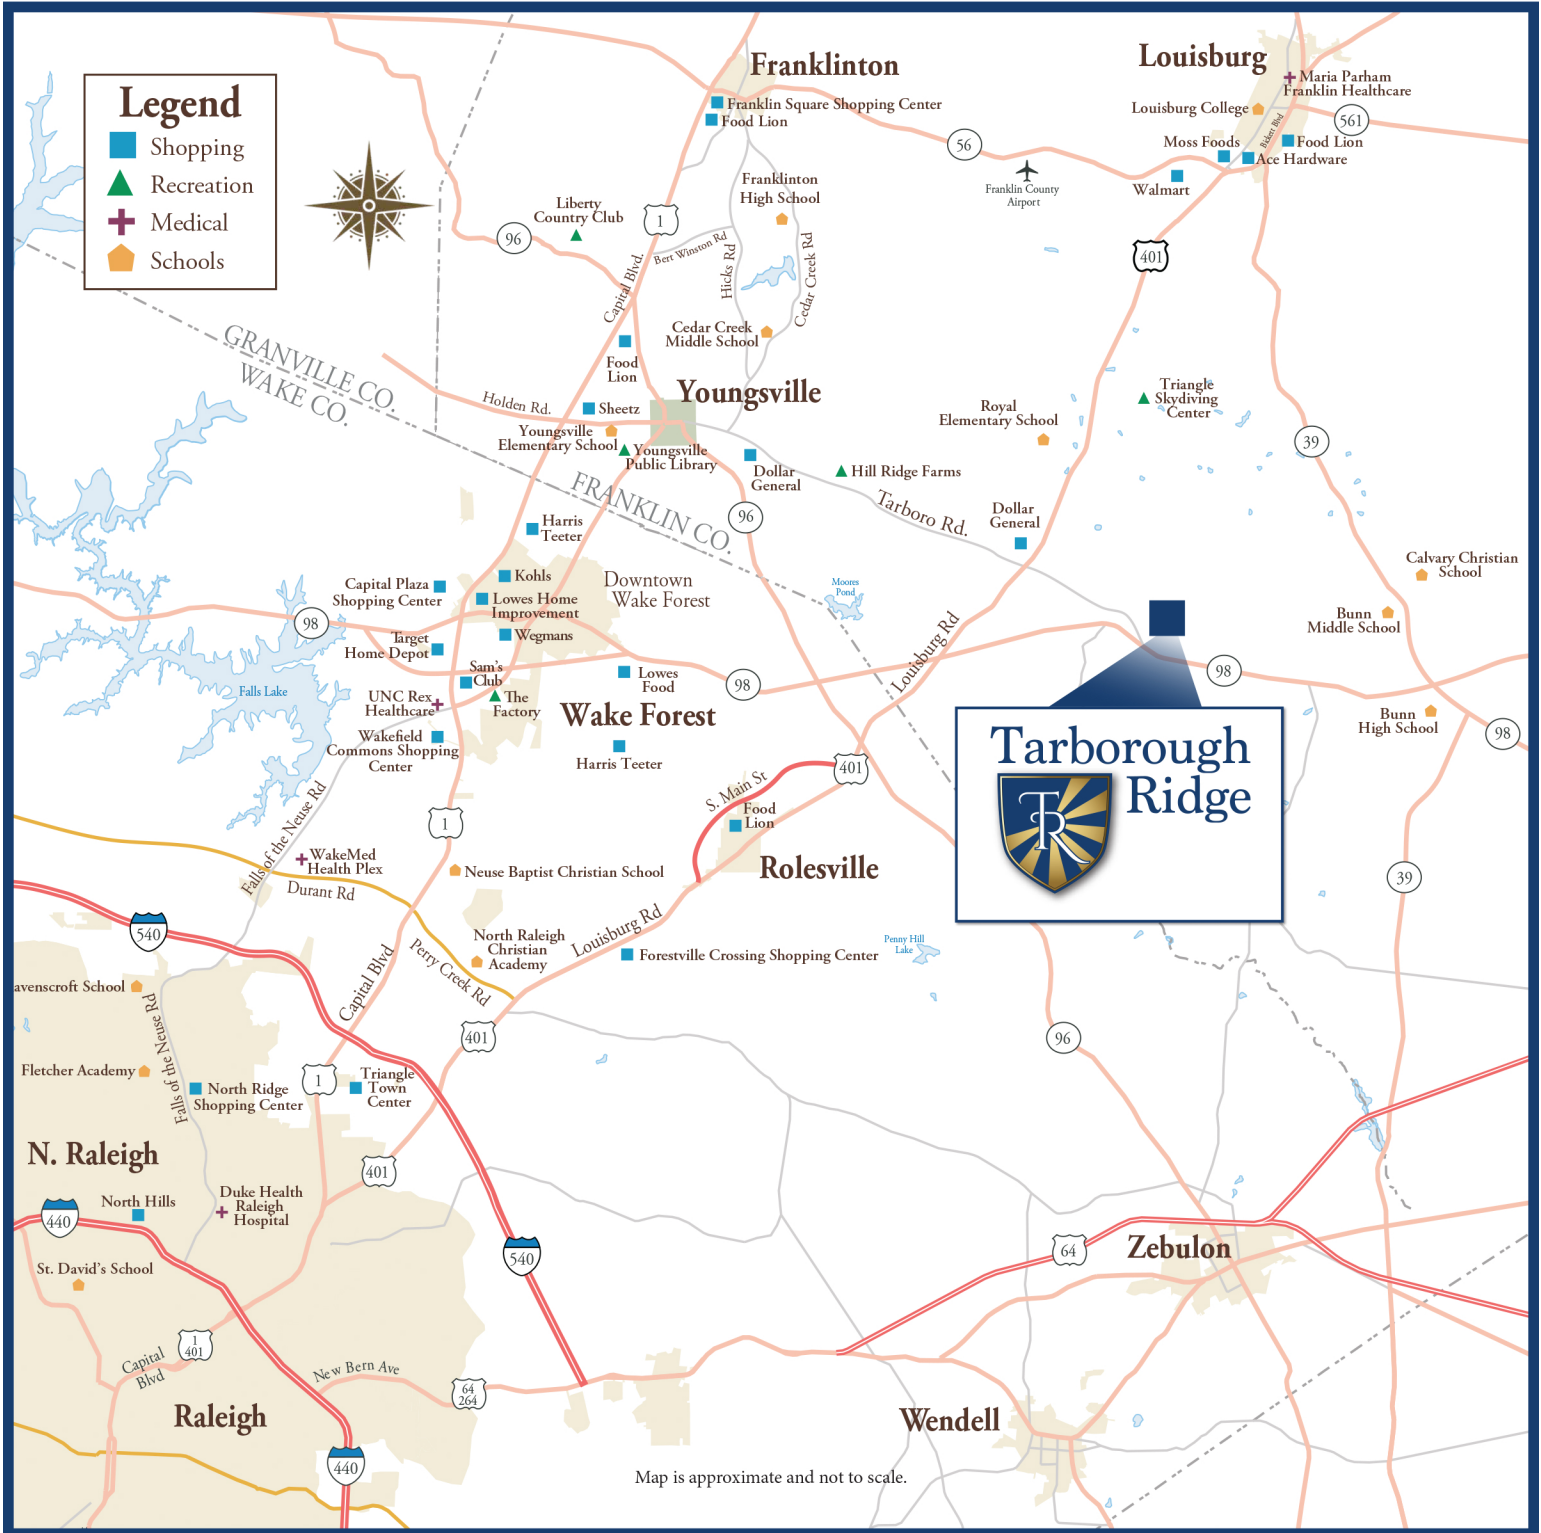 Legend
Shopping
Recreation
Medical
Schools
Franklinton
Franklin Square Shopping Center
Food Lion
Louisburg
Maria Parham
Franklin Healthcare
Louisburg College
561
Bickett Blvd
Moss Foods
Food Lion
Ace Hardware
Walmart
56
Franklin County
Airport
Franklinton
High School
Liberty
Country Club
1
96
Bert Winston Rd
Hicks Rd
Cedar Creek Rd
Capital Blvd.
401
Cedar Creek
Middle School
Food
Lion
GRANVILLE CO.
WAKE CO.
Youngsville
Holden Rd.
Sheetz
Youngsville
Elementary School
Youngsville
Public Library
Dollar
General
Hill Ridge Farms
Royal
Elementary School
Triangle
Skydiving
Center
39
FRANKLIN CO.
96
Tarboro Rd.
Dollar
General
Harris
Teeter
Calvary Christian
School
Bunn
Middle School
Capital Plaza
Shopping Center
Kohls
Lowes Home
Improvement
Downtown
Wake Forest
Moores
Pond
98
Target
Home Depot
Wegmans
Louisburg Rd
98
Sam's
Club
Lowes
Food
98
Falls Lake
UNC Rex
Healthcare
The
Factory
Wake Forest
Bunn
High School
98
Wakefield
Commons Shopping
Center
Harris Teeter
Tarborough
Ridge
TR
401
S. Main St
Food
Lion
1
Falls of the Neuse Rd
WakeMed
Health Plex
Durant Rd
Neuse Baptist Christian School
Rolesville
39
540
North Raleigh
Christian
Academy
Louisburg Rd
Forestville Crossing Shopping Center
Penny Hill
Lake
Perry Creek Rd
Capital Blvd
avenscroft School
Falls of the Neuse Rd
401
96
Fletcher Academy
North Ridge
Shopping Center
1
Triangle
Town
Center
N. Raleigh
401
North Hills
Duke Health
Raleigh
Hospital
440
540
64
Zebulon
St. David's School
1
401
Capital
Blvd
New Bern Ave
64
264
Raleigh
Wendell
440
Map is approximate and not to scale.